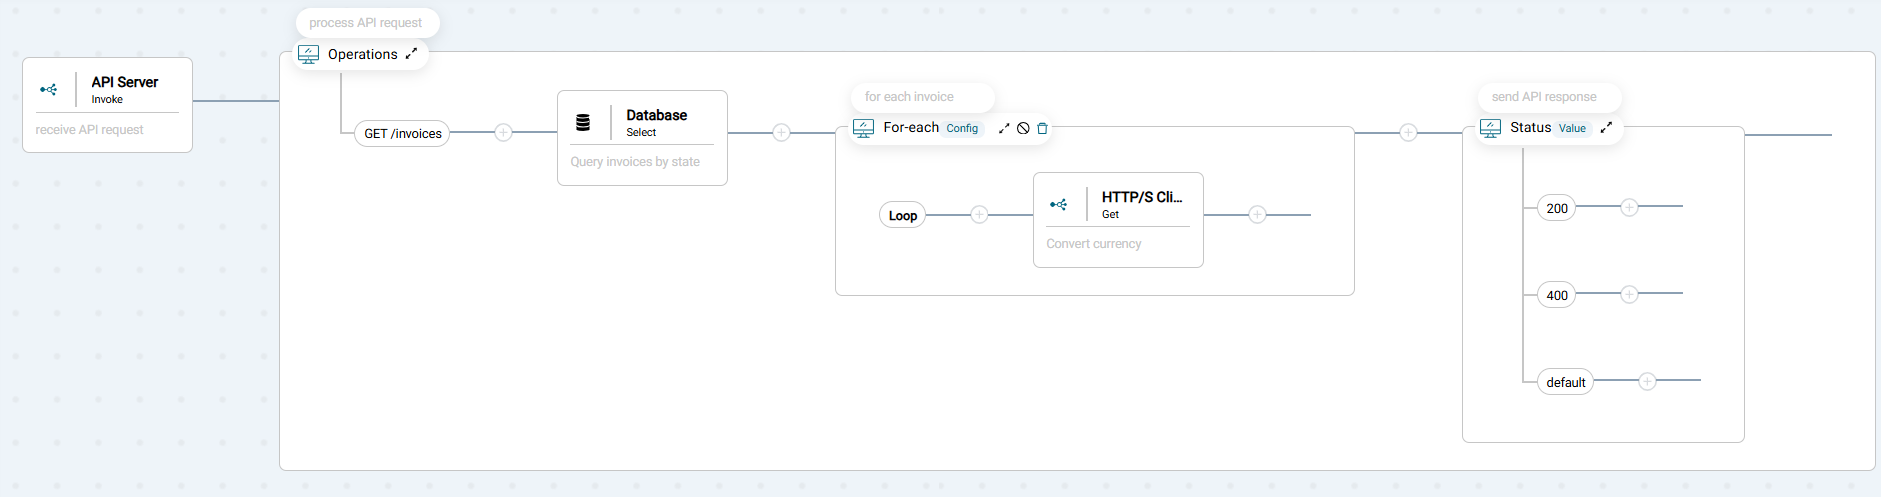 process API request
Operations
API Server
Invoke
receive API request
GET /invoices
Database
Select
Query invoices by state
for each invoice
For-each Config
Loop
HTTP/S Cli...
Get
Convert currency
send API response
Status Value
200
400
default